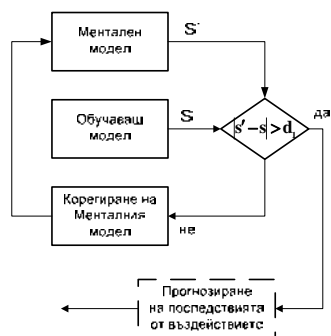 Ментален
модел
S'
Обучаващ
модел
S
|s'−s|>d
да
Корегиране на
Менталния
модел
не
Прогнозиране
на последствията
от въздействието